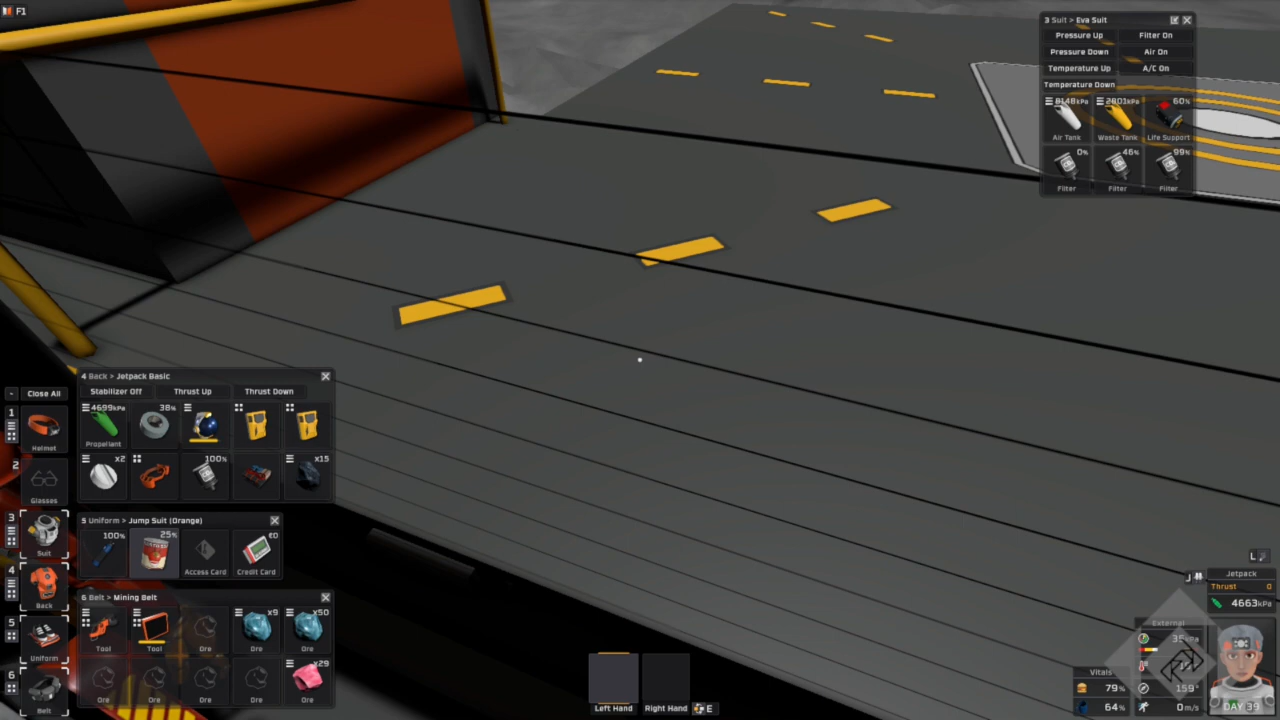 F1
3 Suit > Eva Suit
Pressure Up
Filter On
Pressure Down
Air On
Temperature Up
A/C On
Temperature Down
8148kPa
2801kPa
60%
Air Tank
Waste Tank
Life Support
0%
46%
99%
Filter
Filter
Filter
4 Back > Jetpack Basic
Stabilizer Off
Thrust Up
Thrust Down
4699kPa
38%
Propellant
x2
100%
x15
5 Uniform > Jump Suit (Orange)
100%
25%
€0
Access Card
Credit Card
6 Belt > Mining Belt
x9
x50
Tool
Tool
Ore
Ore
Ore
x29
Ore
Ore
Ore
Ore
Ore
Close All
1
Helmet
2
Glasses
3
Suit
4
Back
5
Uniform
6
Belt
Left Hand
Right Hand
E
L
J
Jetpack
Thrust 0
4663kPa
External
Vitals
79%
159°
64%
0m/s
DAY 39